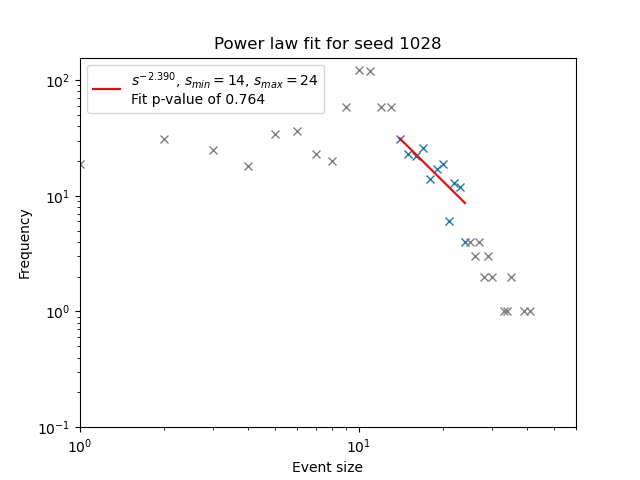 Power law fit for seed 1028
s^{-2.390}, s_{min} = 14, s_{max} = 24
Fit p-value of 0.764
10^2
10^1
10^0
10^{-1}
Frequency
10^0
10^1
Event size